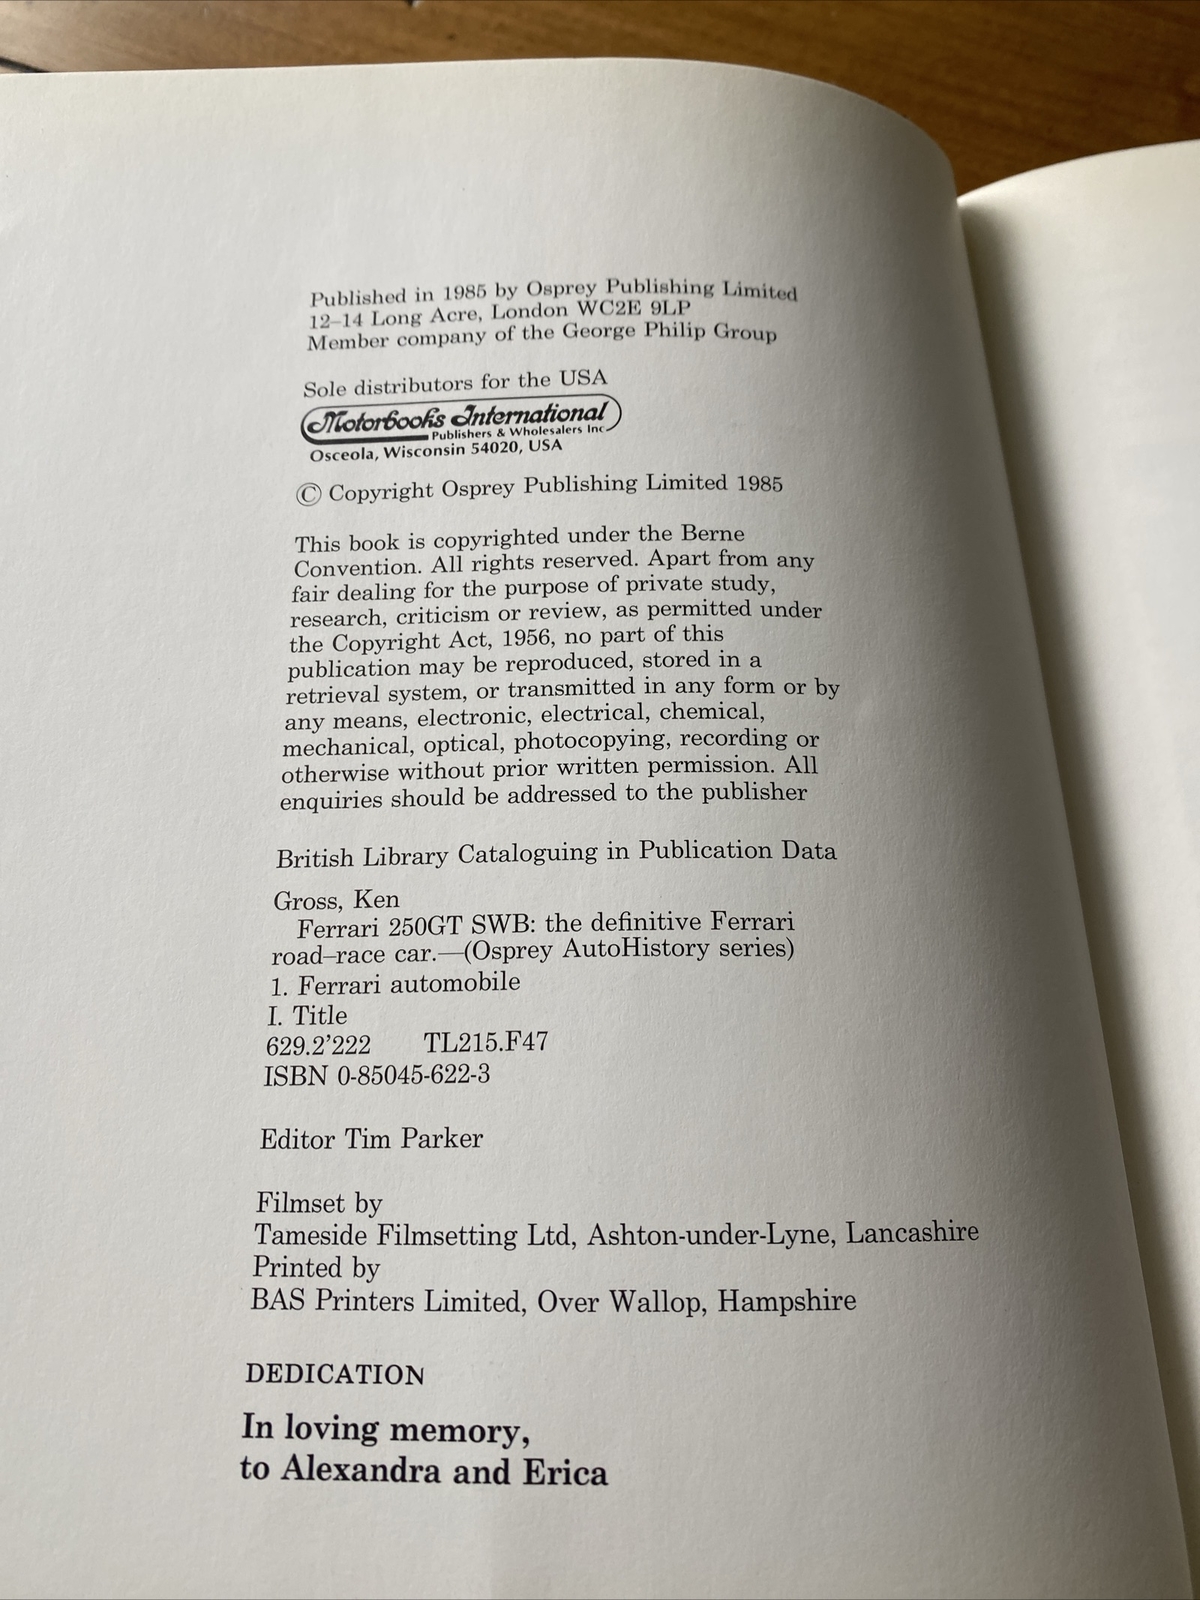 Published in 1985 by Osprey Publishing Limited
12–14 Long Acre, London WC2E 9LP
Member company of the George Philip Group
Sole distributors for the USA
Motorbooks International
Publishers & Wholesalers Inc
Osceola, Wisconsin 54020, USA
© Copyright Osprey Publishing Limited 1985
This book is copyrighted under the Berne
Convention. All rights reserved. Apart from any
fair dealing for the purpose of private study,
research, criticism or review, as permitted under
the Copyright Act, 1956, no part of this
publication may be reproduced, stored in a
retrieval system, or transmitted in any form or by
any means, electronic, electrical, chemical,
mechanical, optical, photocopying, recording or
otherwise without prior written permission. All
enquiries should be addressed to the publisher
British Library Cataloguing in Publication Data
Gross, Ken
Ferrari 250GT SWB: the definitive Ferrari
road–race car.—(Osprey AutoHistory series)
1. Ferrari automobile
I. Title
629.2'222 TL215.F47
ISBN 0-85045-622-3
Editor Tim Parker
Filmset by
Tameside Filmsetting Ltd, Ashton-under-Lyne, Lancashire
Printed by
BAS Printers Limited, Over Wallop, Hampshire
DEDICATION
In loving memory,
to Alexandra and Erica